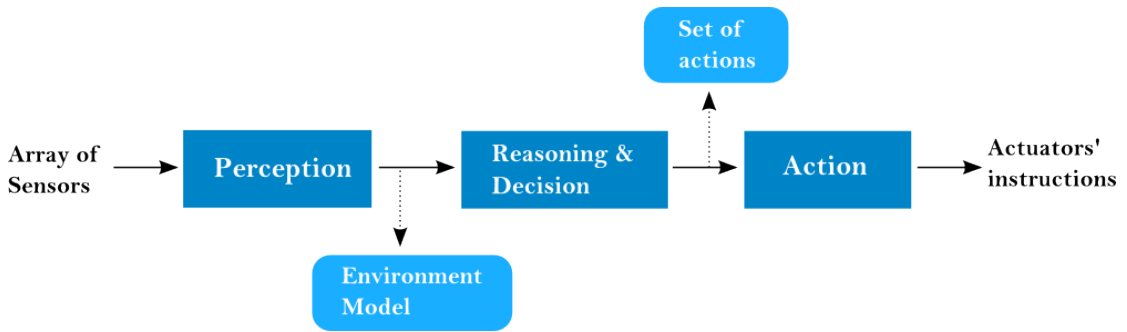 Array of
Sensors
Perception
Environment
Model
Reasoning &
Decision
Set of
actions
Action
Actuators'
instructions